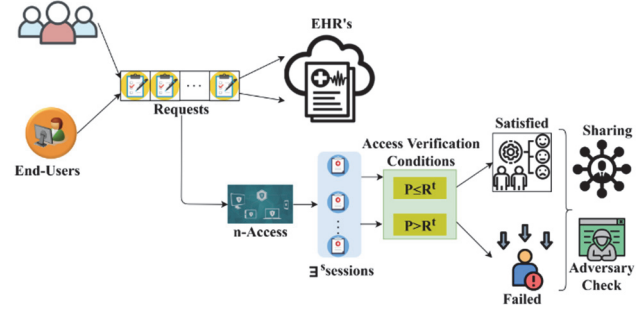 EHR's
Requests
End-Users
Access Verification
Conditions
P≤Rᵗ
P>Rᵗ
n-Access
∃ˢsessions
Satisfied
Sharing
Failed
Adversary
Check